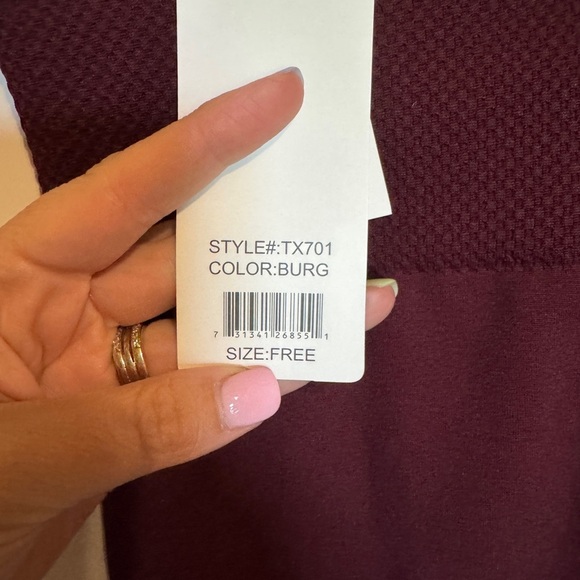 STYLE#:TX701
COLOR:BURG
7 31341 26855 1
SIZE:FREE